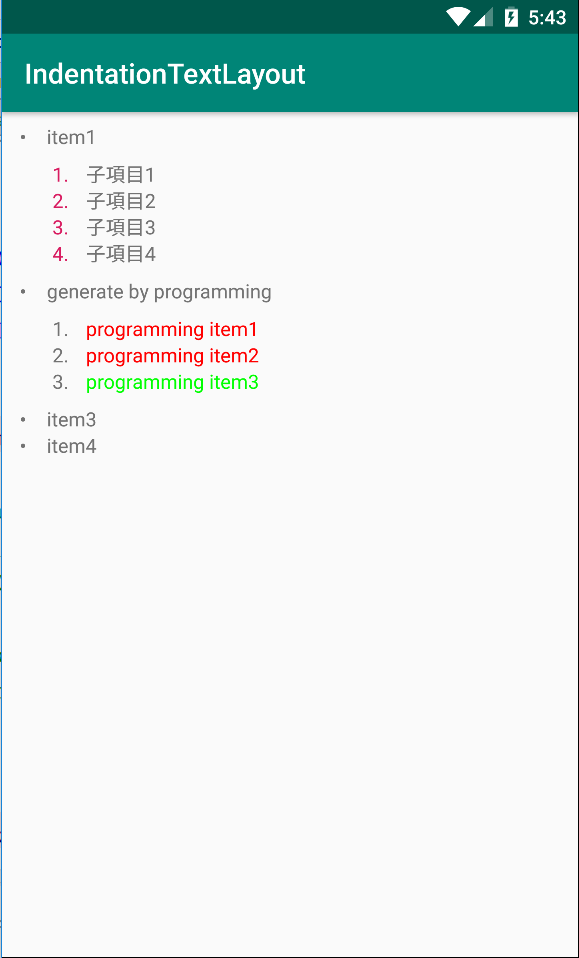 5:43
IndentationTextLayout
• item1
1. 子項目1
2. 子項目2
3. 子項目3
4. 子項目4
• generate by programming
1. programming item1
2. programming item2
3. programming item3
• item3
• item4